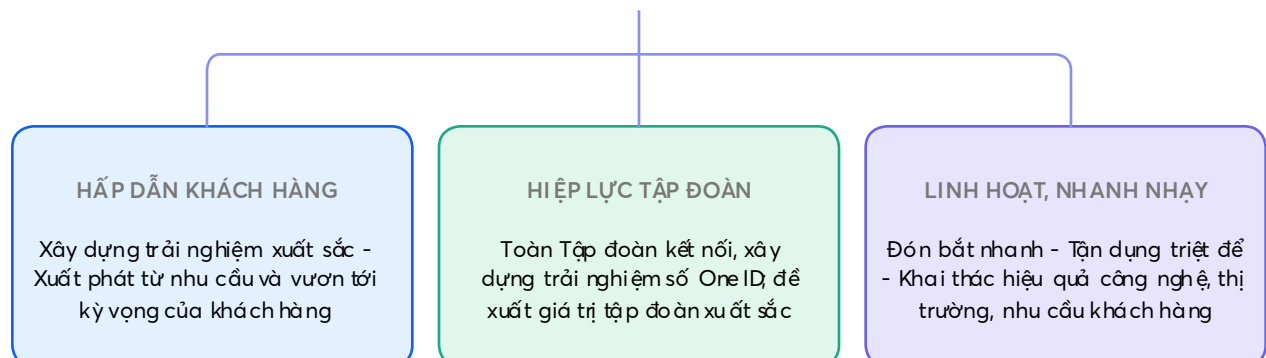 HẤP DẪN KHÁCH HÀNG
Xây dựng trải nghiệm xuất sắc -
Xuất phát từ nhu cầu và vươn tới
kỳ vọng của khách hàng
HIỆP LỰC TẬP ĐOÀN
Toàn Tập đoàn kết nối, xây
dựng trải nghiệm số OneID; đề
xuất giá trị tập đoàn xuất sắc
LINH HOẠT, NHANH NHẠY
Đón bắt nhanh - Tận dụng triệt để
- Khai thác hiệu quả công nghệ, thị
trường, nhu cầu khách hàng